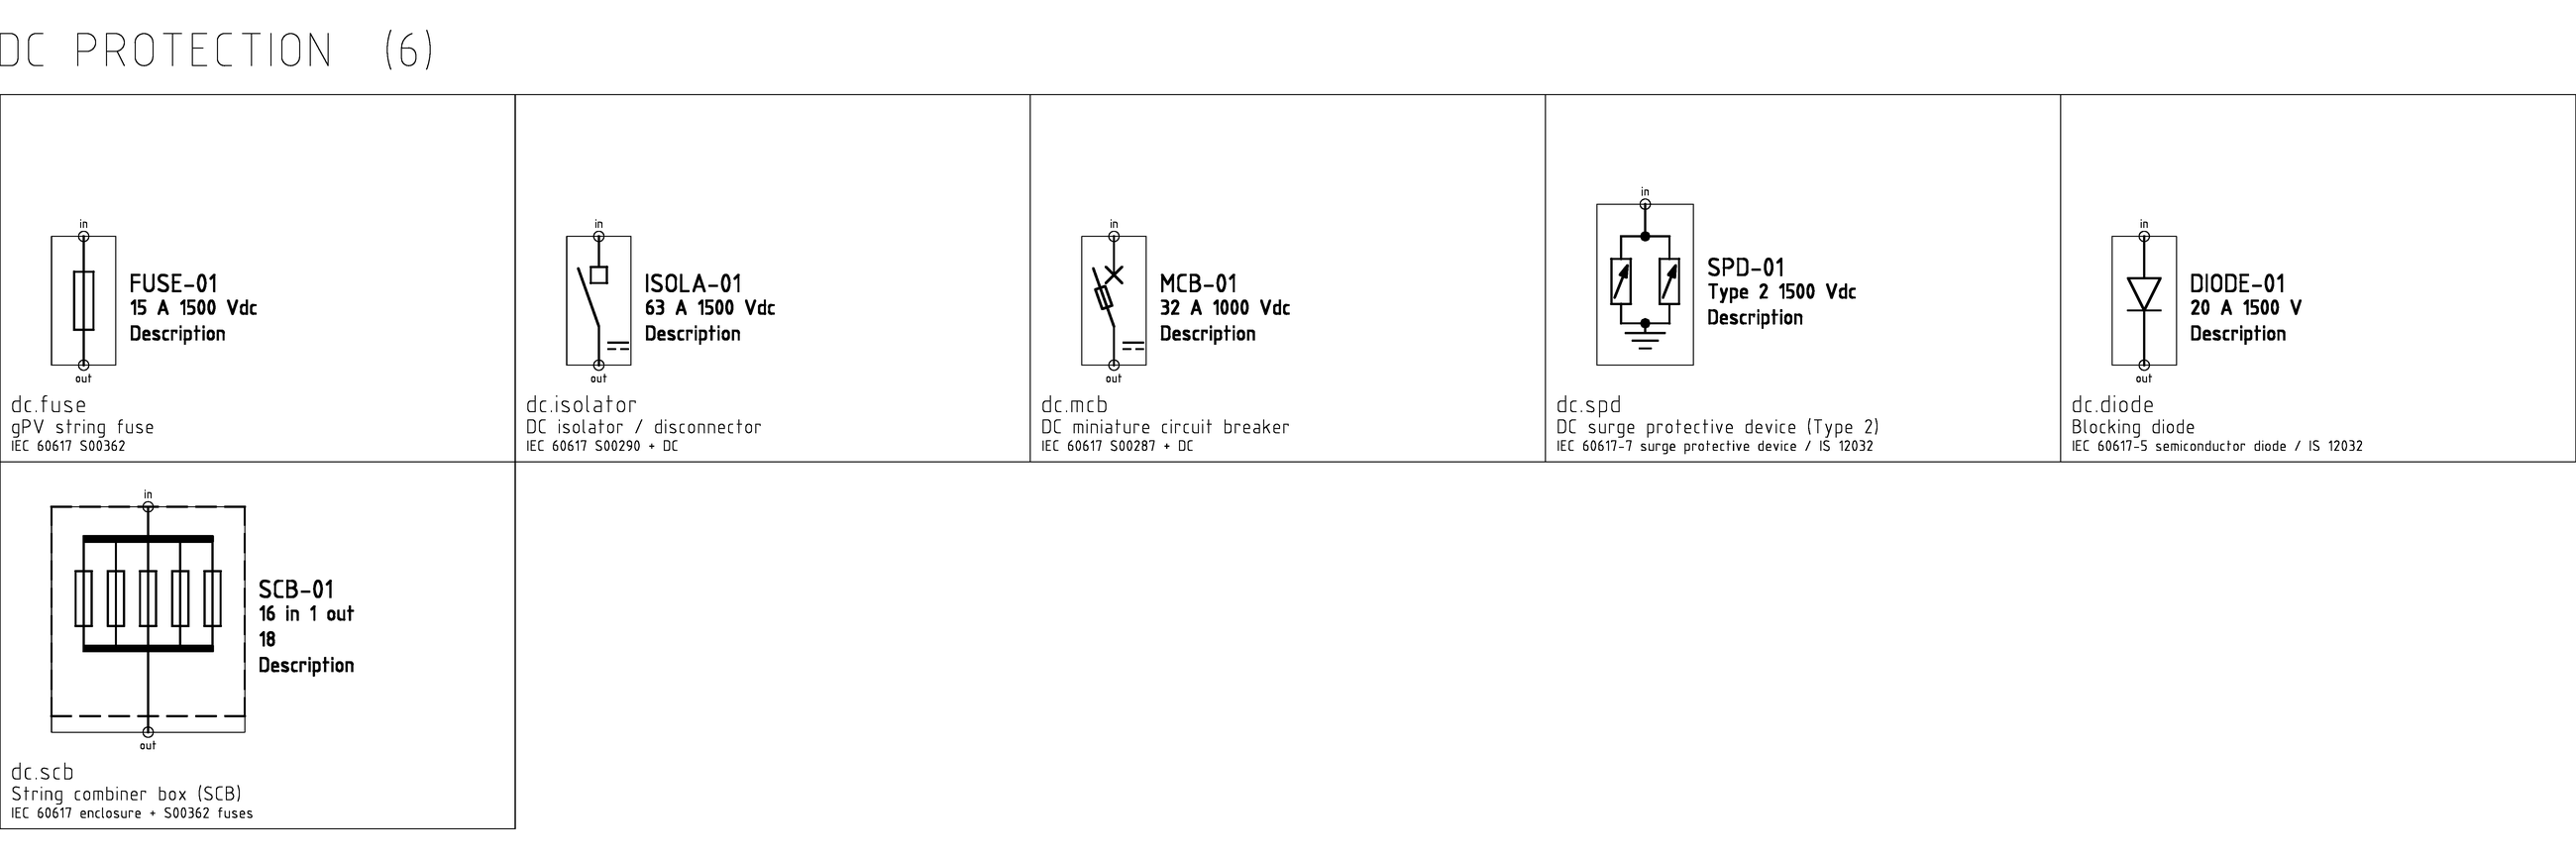 DC PROTECTION (6)
in
FUSE-01
15 A 1500 Vdc
Description
out
dc.fuse
gPV string fuse
IEC 60617 S00362
in
ISOLA-01
63 A 1500 Vdc
Description
out
dc.isolator
DC isolator / disconnector
IEC 60617 S00290 + DC
in
MCB-01
32 A 1000 Vdc
Description
out
dc.mcb
DC miniature circuit breaker
IEC 60617 S00287 + DC
in
SPD-01
Type 2 1500 Vdc
Description
dc.spd
DC surge protective device (Type 2)
IEC 60617-7 surge protective device / IS 12032
in
DIODE-01
20 A 1500 V
Description
out
dc.diode
Blocking diode
IEC 60617-5 semiconductor diode / IS 12032
in
SCB-01
16 in 1 out
18
Description
out
dc.scb
String combiner box (SCB)
IEC 60617 enclosure + S00362 fuses